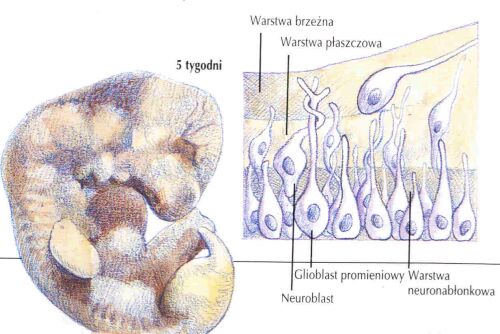 Warstwa brzeżna
Warstwa płaszczowa
5 tygodni
Glioblast promieniowy
Warstwa
neuronabłonkowa
Neuroblast